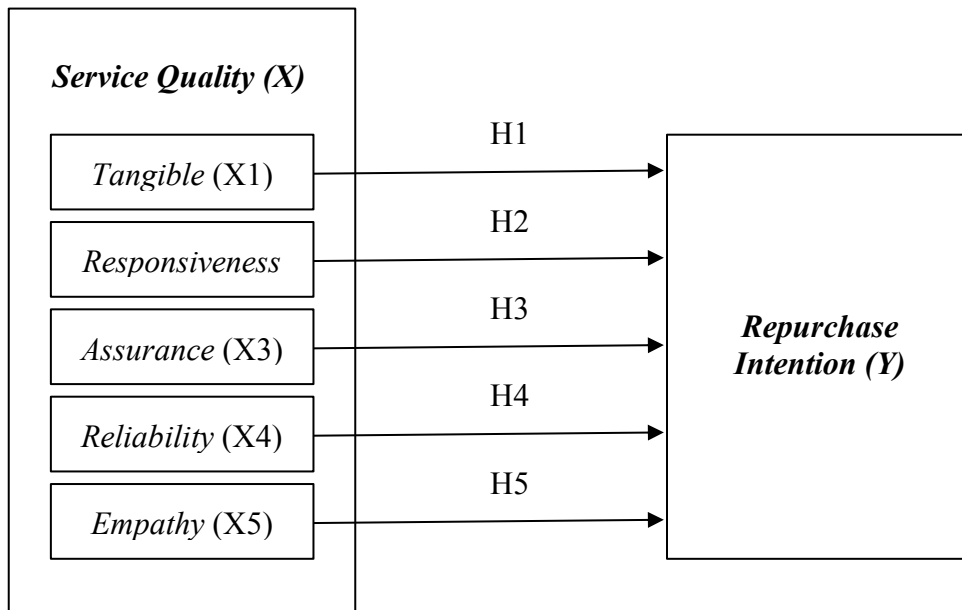 Service Quality (X)
Tangible (X1)
H1
Responsiveness
H2
Assurance (X3)
H3
Reliability (X4)
H4
Empathy (X5)
H5
Repurchase
Intention (Y)